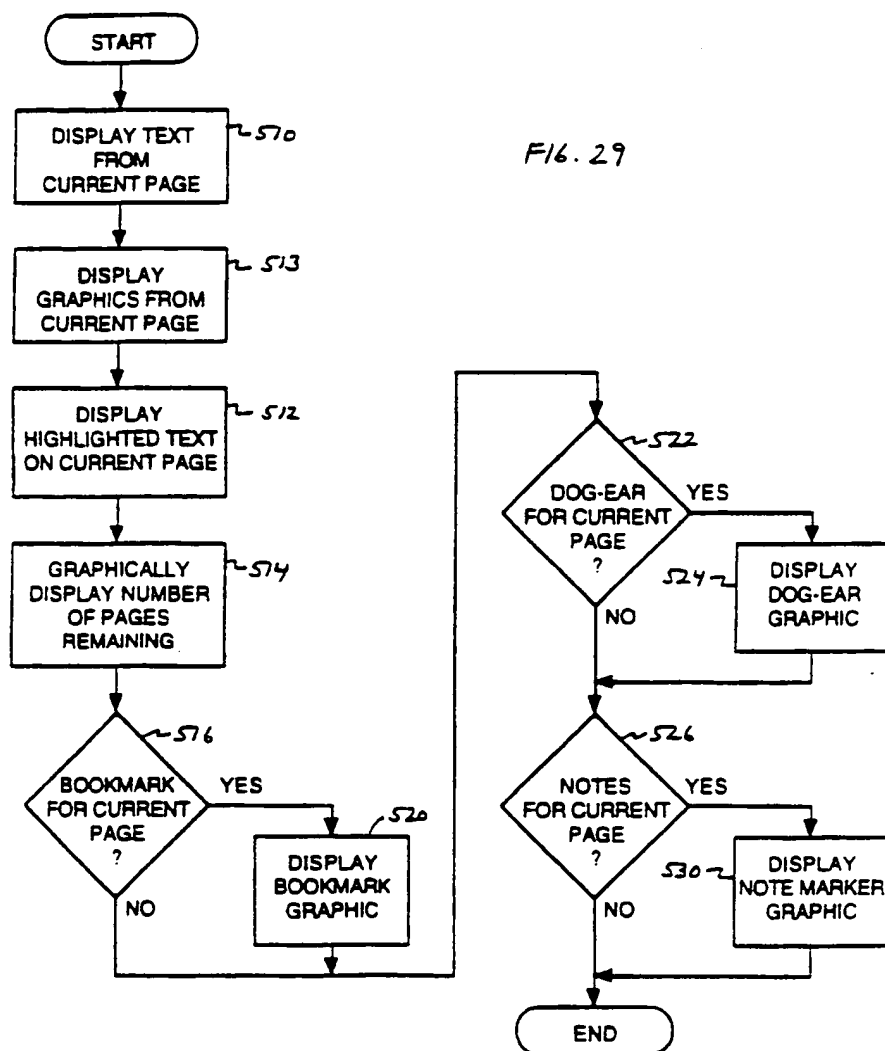 START
DISPLAY TEXT
FROM
CURRENT PAGE
510
FIG. 29
DISPLAY
GRAPHICS FROM
CURRENT PAGE
513
DISPLAY
HIGHLIGHTED TEXT
ON CURRENT PAGE
512
GRAPHICALLY
DISPLAY NUMBER
OF PAGES
REMAINING
514
BOOKMARK
FOR CURRENT
PAGE
?
516
YES
NO
DISPLAY
BOOKMARK
GRAPHIC
520
DOG-EAR
FOR CURRENT
PAGE
?
522
YES
NO
DISPLAY
DOG-EAR
GRAPHIC
524
NOTES
FOR CURRENT
PAGE
?
526
YES
NO
DISPLAY
NOTE MARKER
GRAPHIC
530
END